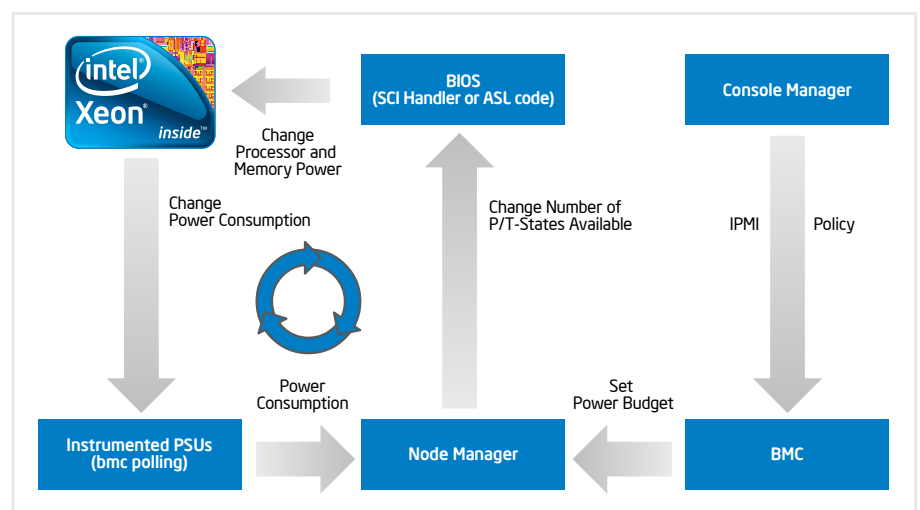 intel
Xeon®
inside™
BIOS
(SCI Handler or ASL code)
Console Manager
Change
Processor and
Memory Power
Change
Power Consumption
Change Number of
P/T-States Available
IPMI
Policy
Power
Consumption
Set
Power Budget
Instrumented PSUs
(bmc polling)
Node Manager
BMC